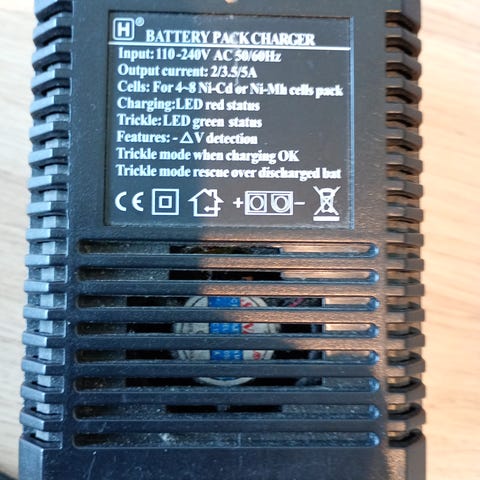 H ®
BATTERY PACK CHARGER
Input: 110-240V AC 50/60Hz
Output current: 2/3.5/5A
Cells: For 4~8 Ni-Cd or Ni-Mh cells pack
Charging:LED red status
Trickle: LED green status
Features: -△V detection
Trickle mode when charging OK
Trickle mode rescue over discharged bat
CE + -